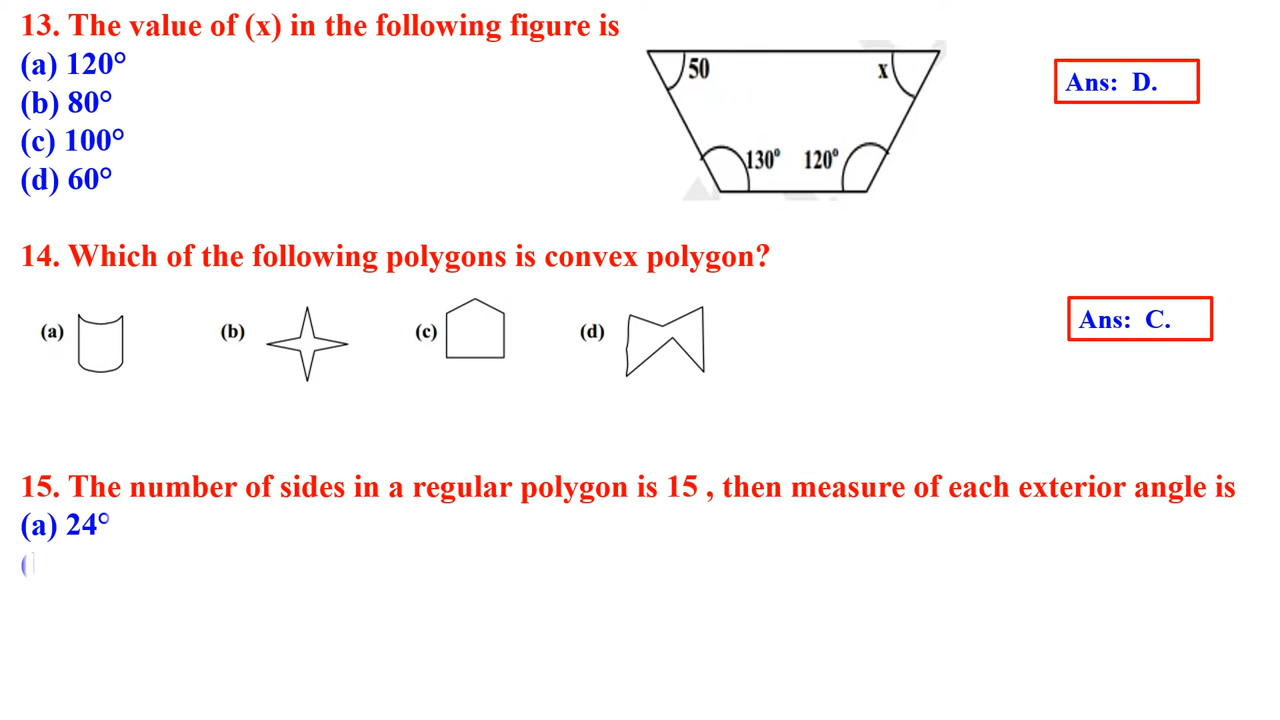 13. The value of (x) in the following figure is
(a) 120°
(b) 80°
(c) 100°
(d) 60°
50
x
130°
120°
Ans: D.
14. Which of the following polygons is convex polygon?
(a) (b) (c) (d)
Ans: C.
15. The number of sides in a regular polygon is 15 , then measure of each exterior angle is
(a) 24°
(